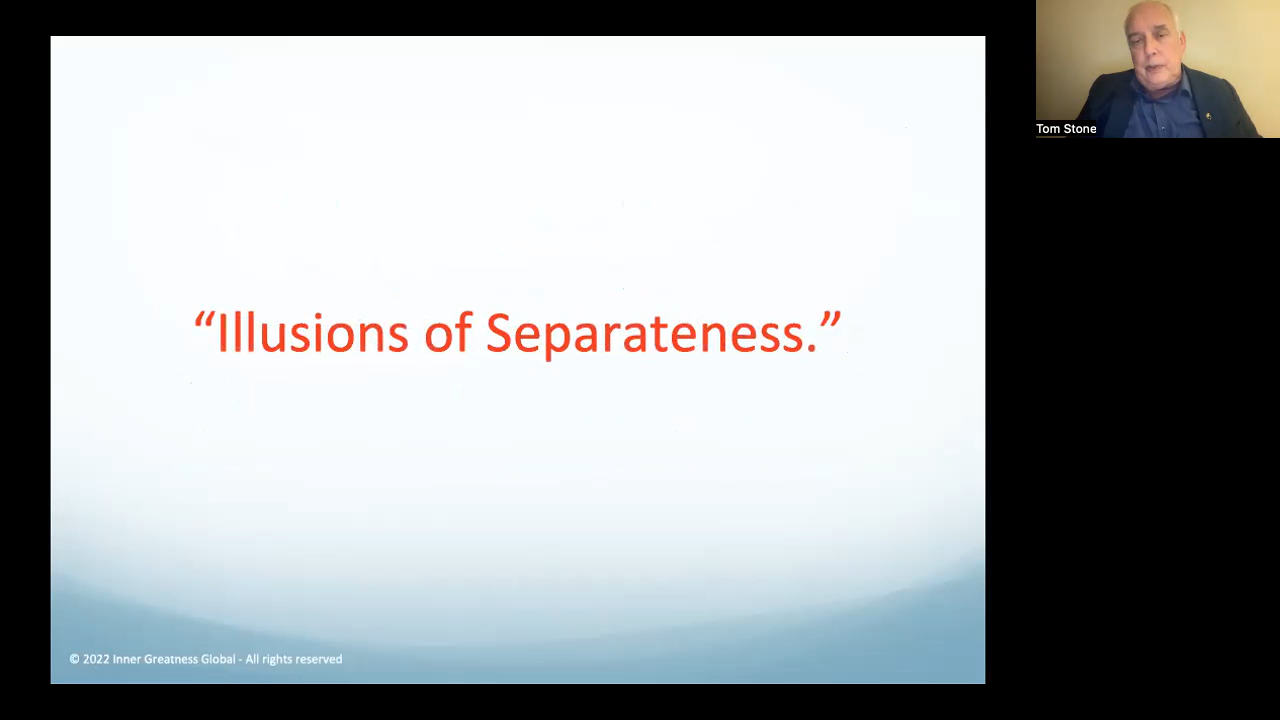 “Illusions of Separateness.”
© 2022 Inner Greatness Global - All rights reserved
Tom Stone